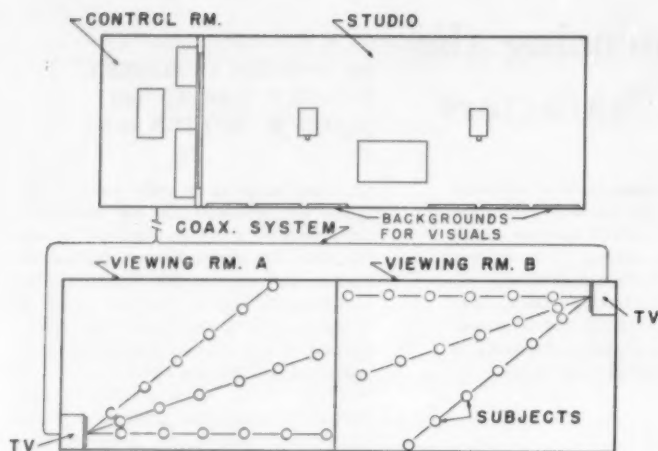 CONTROL RM.
STUDIO
BACKGROUNDS
FOR VISUALS
COAX. SYSTEM
VIEWING RM. A
VIEWING RM. B
TV
SUBJECTS
TV